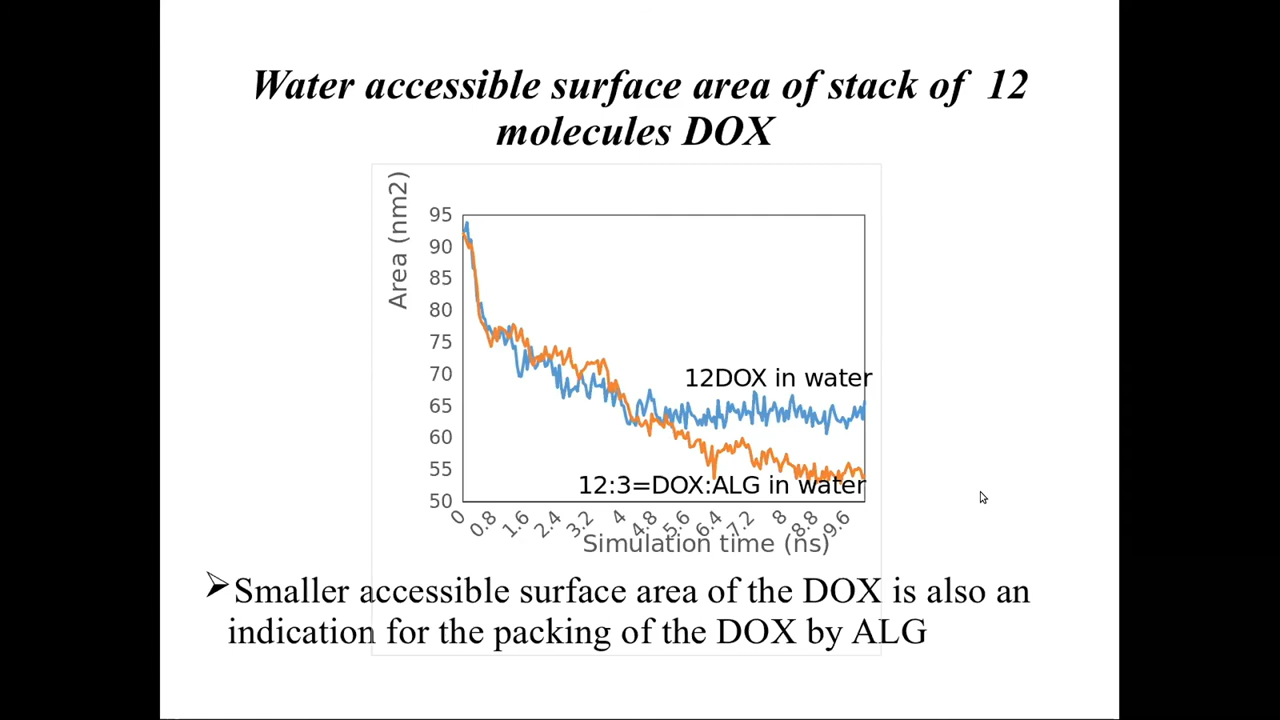 Water accessible surface area of stack of 12
molecules DOX
Area (nm2)
95
90
85
80
75
70
65
60
55
50
12DOX in water
12:3=DOX:ALG in water
0
0.8
1.6
2.4
3.2
4
4.8
5.6
6.4
7.2
8
8.8
9.6
Simulation time (ns)
➢Smaller accessible surface area of the DOX is also an
indication for the packing of the DOX by ALG